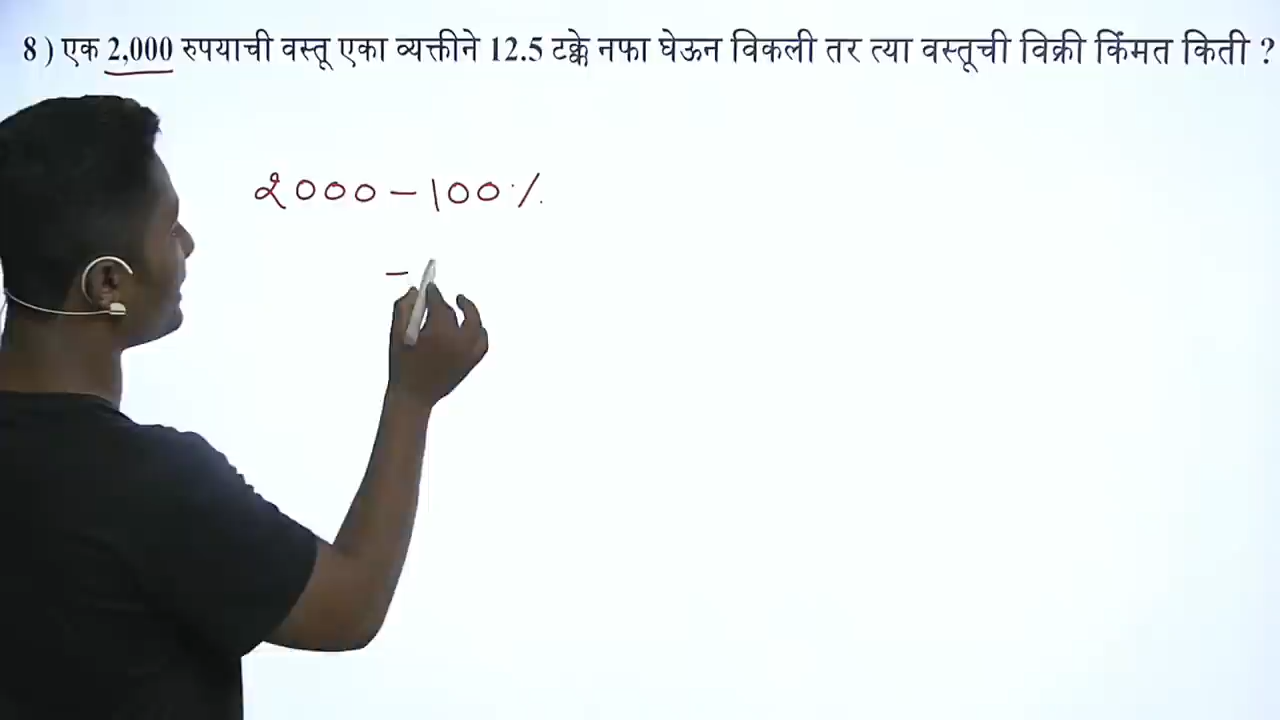 8 ) एक 2,000 रुपयाची वस्तू एका व्यक्तीने 12.5 टक्के नफा घेऊन विकली तर त्या वस्तूची विक्री किंमत किती ?
2000 – 100 %
–